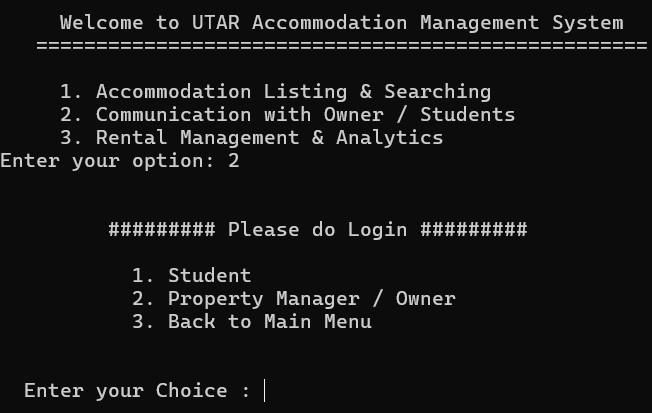 Welcome to UTAR Accommodation Management System
===================================================
1. Accommodation Listing & Searching
2. Communication with Owner / Students
3. Rental Management & Analytics
Enter your option: 2
######### Please do Login #########
1. Student
2. Property Manager / Owner
3. Back to Main Menu
Enter your Choice :